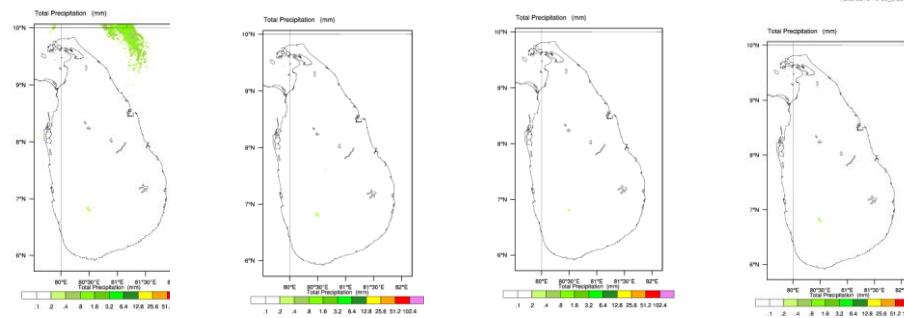 Total Precipitation (mm)
10°N
9°N
8°N
7°N
6°N
80°E 80°30'E 81°E 81°30'E
Total Precipitation (mm)
.1 .2 .4 .8 1.6 3.2 6.4 12.8 25.6 51.
Total Precipitation (mm)
10°N
9°N
8°N
7°N
6°N
80°E 80°30'E 81°E 81°30'E 82°E
Total Precipitation (mm)
.1 .2 .4 .8 1.6 3.2 6.4 12.8 25.6 51.2 102.4
Total Precipitation (mm)
10°N
9°N
8°N
7°N
6°N
80°E 80°30'E 81°E 81°30'E 82°E
Total Precipitation (mm)
.1 .2 .4 .8 1.6 3.2 6.4 12.8 25.6 51.2 102.4
Total Precipitation (mm)
10°N
9°N
8°N
7°N
6°N
80°E 80°30'E 81°E 81°30'E
Total Precipitation (mm)
.1 .2 .4 .8 1.6 3.2 6.4 12.8 25.6 51.2